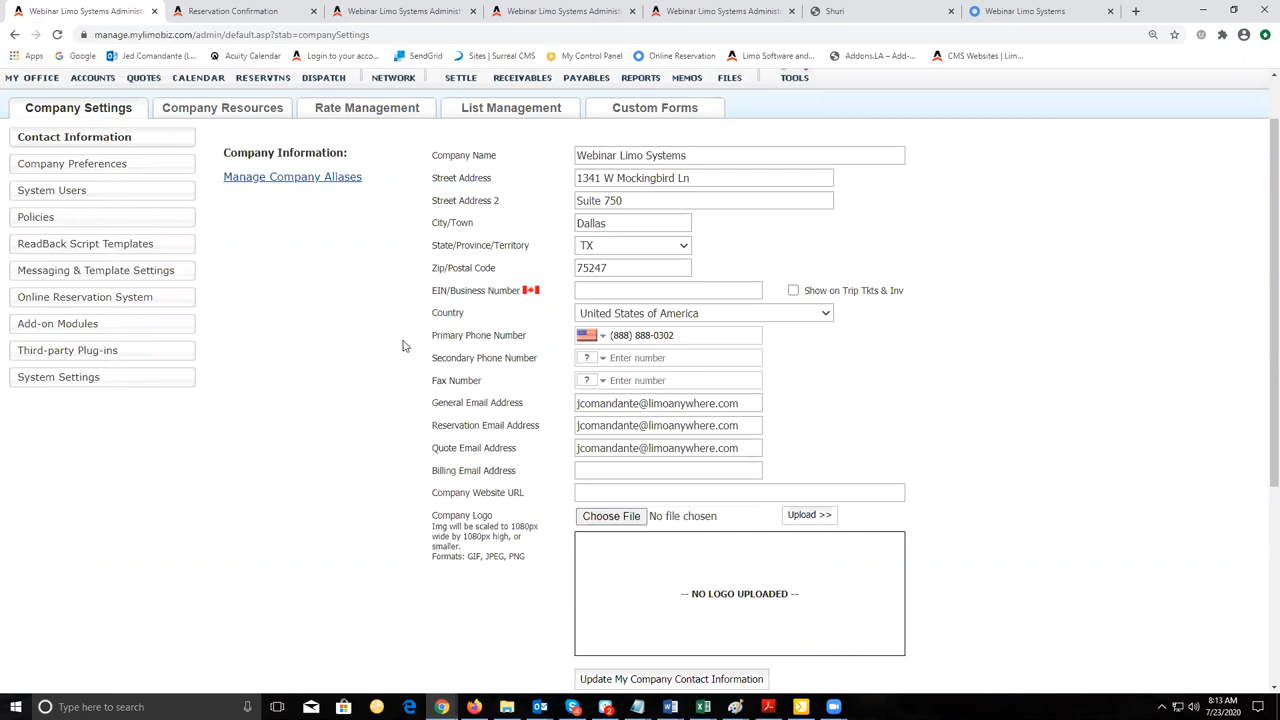 Webinar Limo Systems Administ
Reservation Confirmation
Webinar Limo Systems Administ
Webinar Limo Systems Administ
Webinar Limo Systems Administ
Shuri
Webinar Limo Systems
manage.mylimobiz.com/admin/default.asp?stab=companySettings
Apps
Google
Jed Comandante (J...
Acuity Calendar
Login to your acco...
SendGrid
Sites | Surreal CMS
My Control Panel
Online Reservation
Limo Software and...
Addons.LA – Add-...
CMS Websites | Lim...
MY OFFICE
ACCOUNTS
QUOTES
CALENDAR
RESERVTNS
DISPATCH
NETWORK
SETTLE
RECEIVABLES
PAYABLES
REPORTS
MEMOS
FILES
TOOLS
Company Settings
Company Resources
Rate Management
List Management
Custom Forms
Contact Information
Company Preferences
System Users
Policies
ReadBack Script Templates
Messaging & Template Settings
Online Reservation System
Add-on Modules
Third-party Plug-ins
System Settings
Company Information:
Manage Company Aliases
Company Name
Webinar Limo Systems
Street Address
1341 W Mockingbird Ln
Street Address 2
Suite 750
City/Town
Dallas
State/Province/Territory
TX
Zip/Postal Code
75247
EIN/Business Number
Show on Trip Tkts & Inv
Country
United States of America
Primary Phone Number
(888) 888-0302
Secondary Phone Number
? Enter number
Fax Number
? Enter number
General Email Address
jcomandante@limoanywhere.com
Reservation Email Address
jcomandante@limoanywhere.com
Quote Email Address
jcomandante@limoanywhere.com
Billing Email Address
Company Website URL
Company Logo
Img will be scaled to 1080px
wide by 1080px high, or
smaller.
Formats: GIF, JPEG, PNG
Choose File No file chosen
Upload >>
-- NO LOGO UPLOADED --
Update My Company Contact Information
Type here to search
8:13 AM
7/23/2020